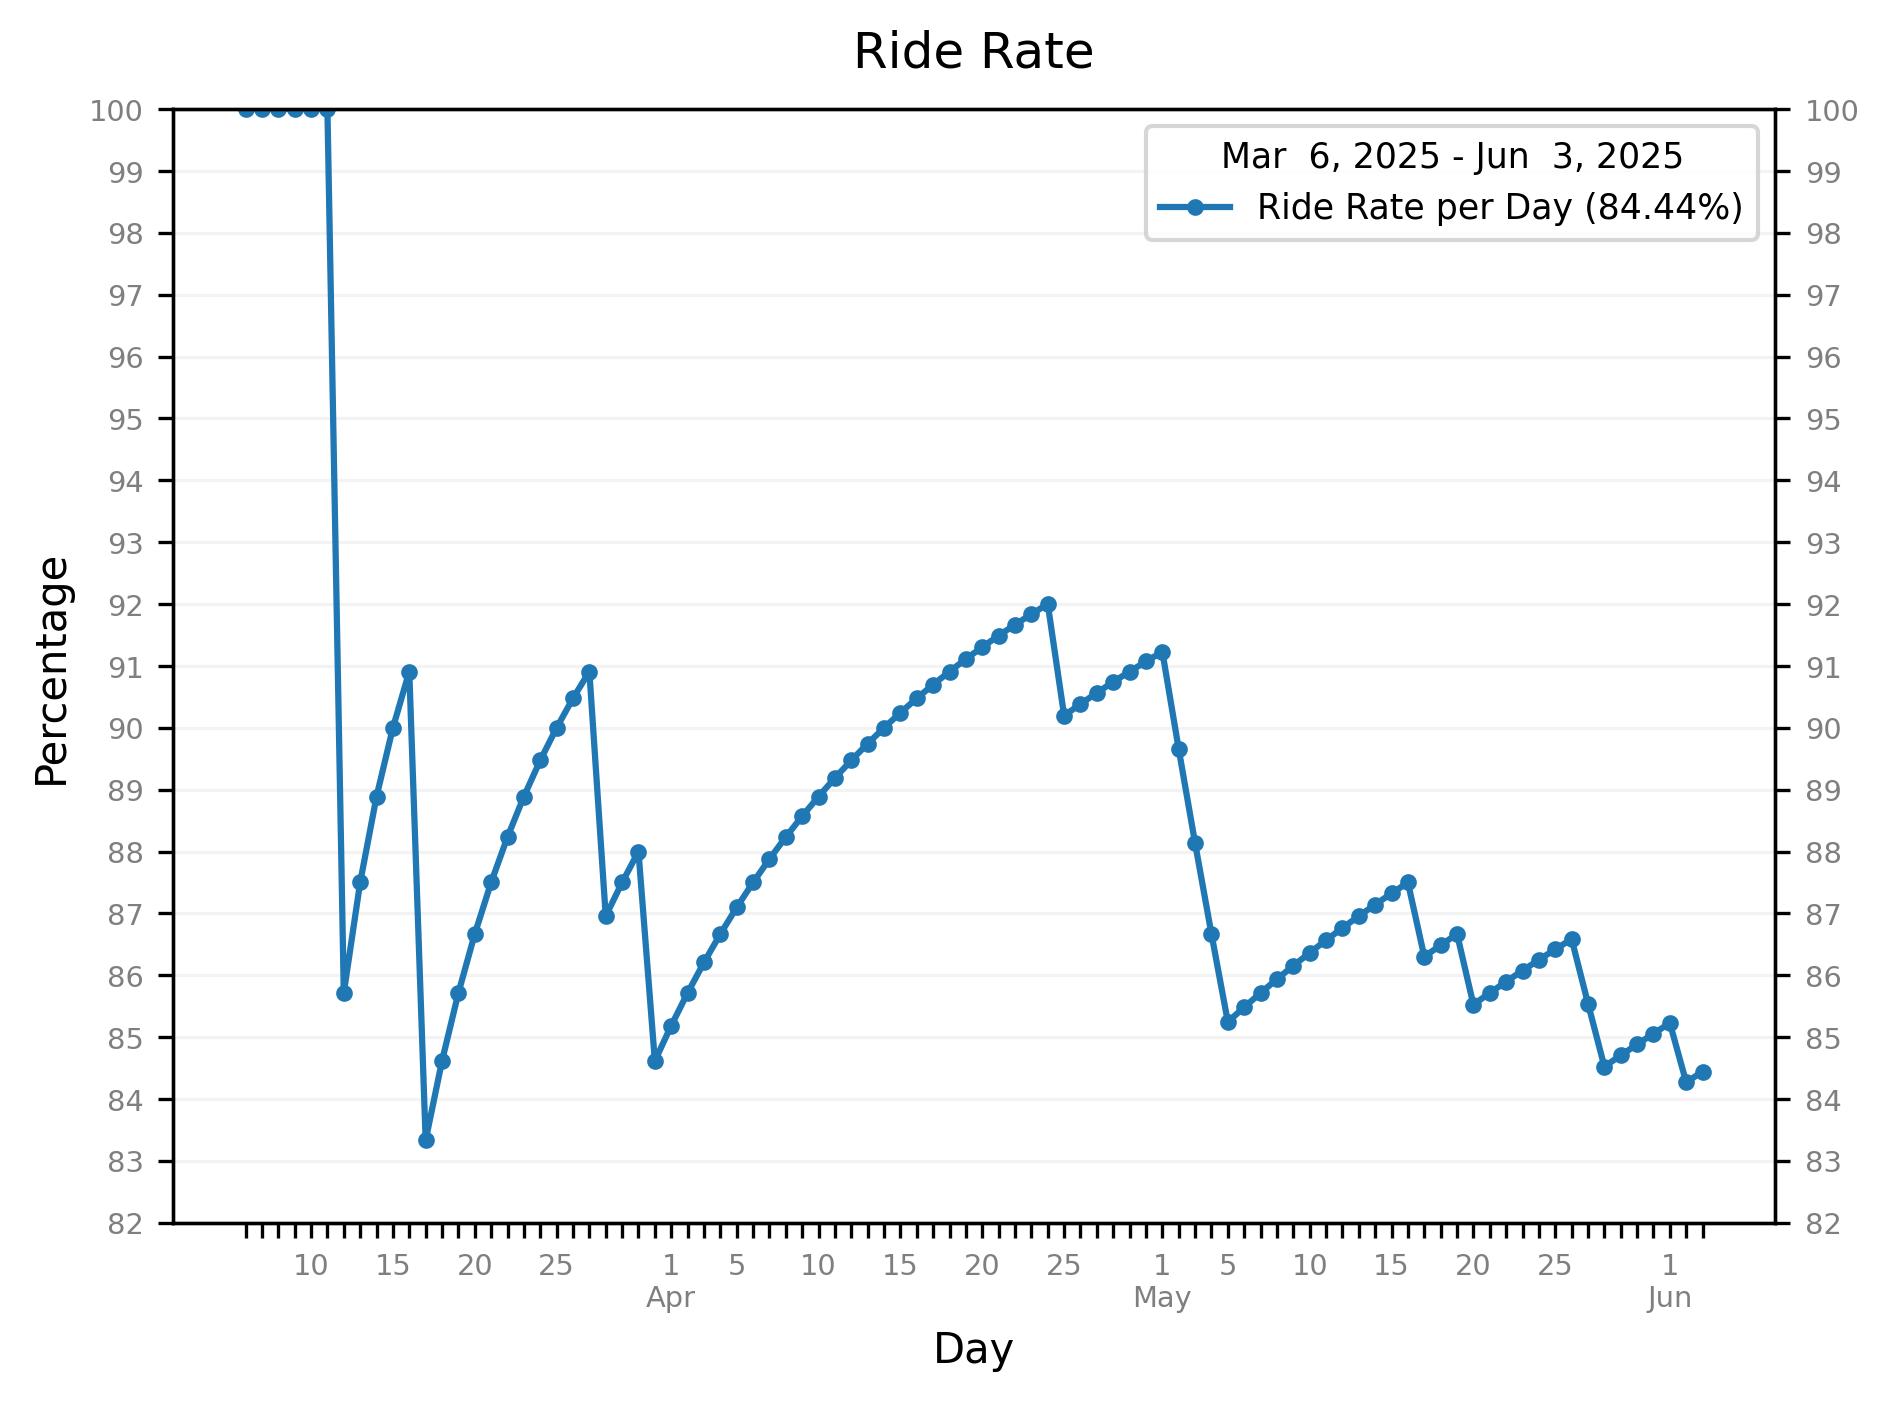 Ride Rate
Mar  6, 2025 - Jun  3, 2025
Ride Rate per Day (84.44%)
Percentage
100 100
99 99
98 98
97 97
96 96
95 95
94 94
93 93
92 92
91 91
90 90
89 89
88 88
87 87
86 86
85 85
84 84
83 83
82 82
10 15 20 25 1 5 10 15 20 25 1 5 10 15 20 25 1
Apr May Jun
Day